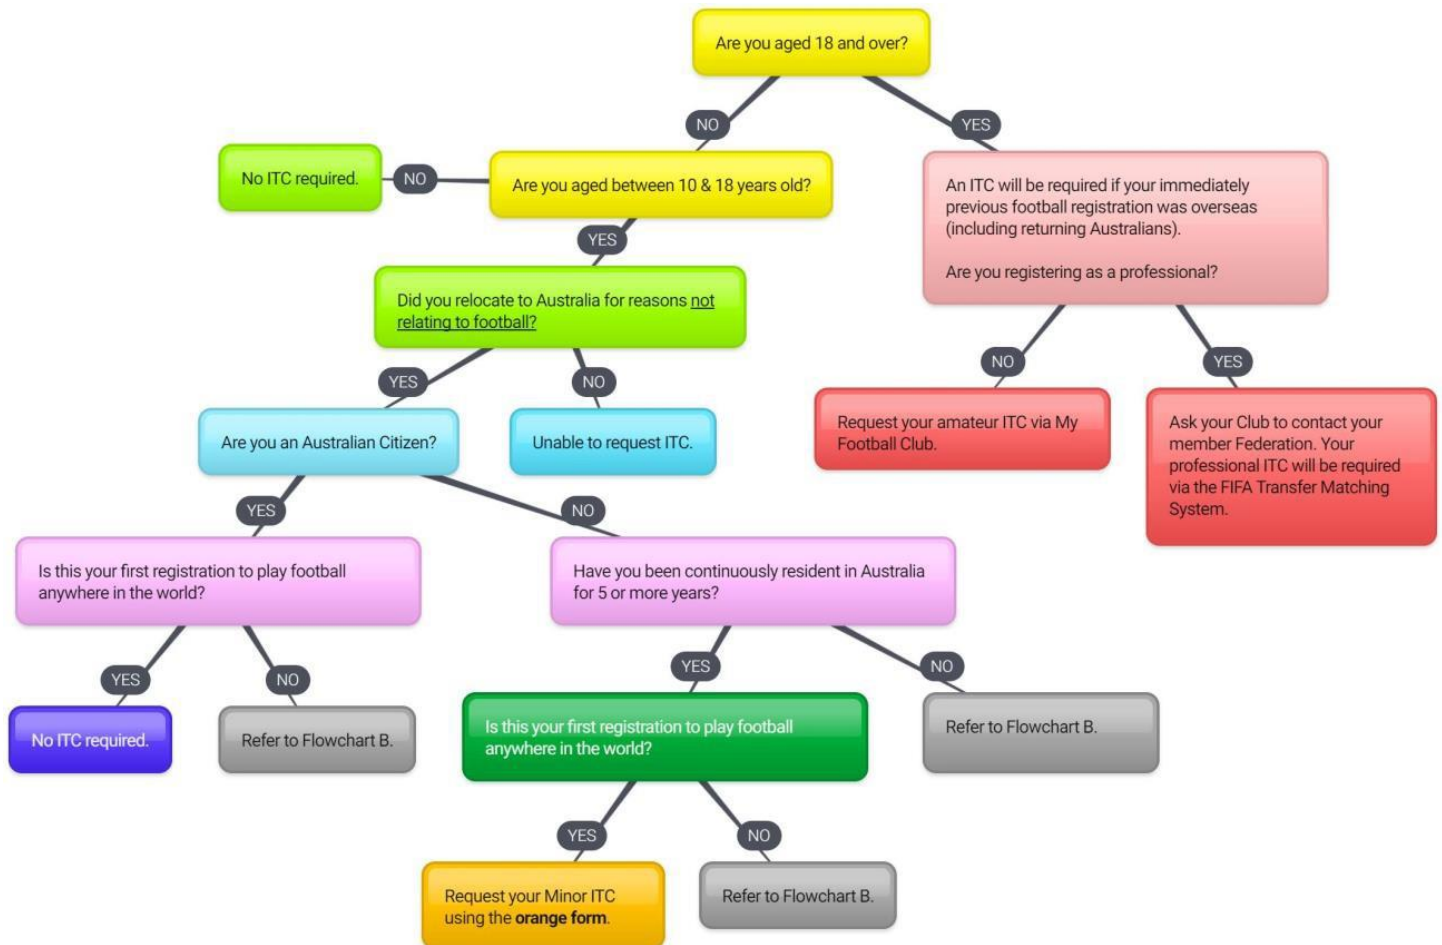 Are you aged 18 and over?
NO
YES
No ITC required.
NO
Are you aged between 10 & 18 years old?
An ITC will be required if your immediately
previous football registration was overseas
(including returning Australians).
Are you registering as a professional?
YES
Did you relocate to Australia for reasons not
relating to football?
YES
NO
NO
YES
Are you an Australian Citizen?
Unable to request ITC.
Request your amateur ITC via My
Football Club.
Ask your Club to contact your
member Federation. Your
professional ITC will be required
via the FIFA Transfer Matching
System.
YES
NO
Is this your first registration to play football
anywhere in the world?
Have you been continuously resident in Australia
for 5 or more years?
YES
NO
YES
NO
No ITC required.
Refer to Flowchart B.
Is this your first registration to play football
anywhere in the world?
Refer to Flowchart B.
YES
NO
Request your Minor ITC
using the orange form.
Refer to Flowchart B.